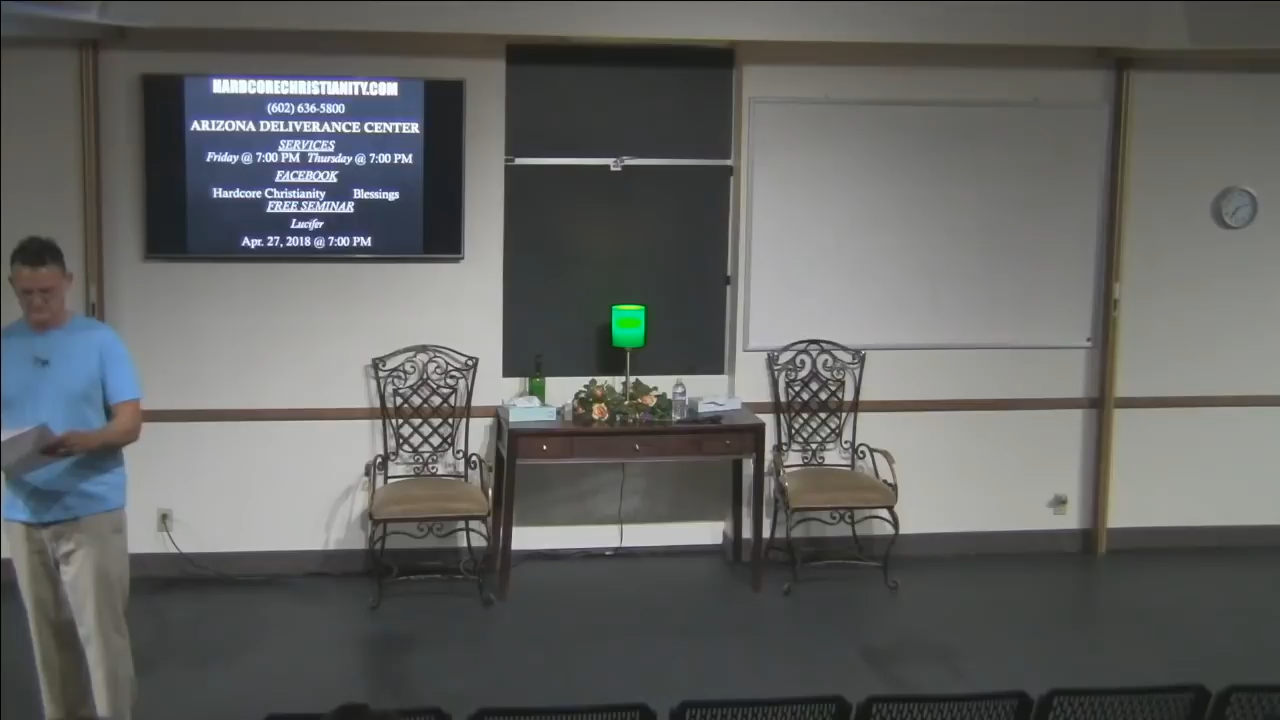 HARDCORECHRISTIANITY.COM
(602) 636-5800
ARIZONA DELIVERANCE CENTER
SERVICES
Friday @ 7:00 PM Thursday @ 7:00 PM
FACEBOOK
Hardcore Christianity Blessings
FREE SEMINAR
Lucifer
Apr. 27, 2018 @ 7:00 PM